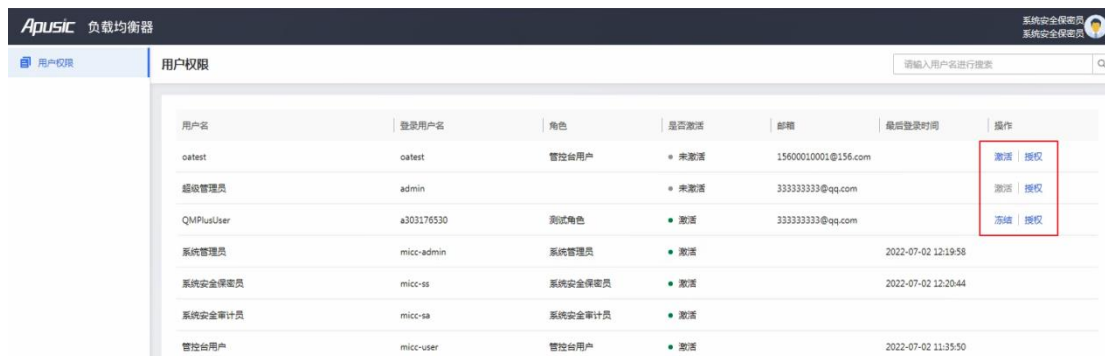 Apusic 负载均衡器
系统安全保密员
系统安全保密员
用户权限
用户权限
请输入用户名进行搜索
用户名 登录用户名 角色 是否激活 邮箱 最后登录时间 操作
oatest oatest 管控台用户 未激活 15600010001@156.com 激活 授权
超级管理员 admin 未激活 333333333@qq.com 激活 授权
QMPlusUser a303176530 测试角色 激活 333333333@qq.com 冻结 授权
系统管理员 micc-admin 系统管理员 激活 2022-07-02 12:19:58
系统安全保密员 micc-ss 系统安全保密员 激活 2022-07-02 12:20:44
系统安全审计员 micc-sa 系统安全审计员 激活
管控台用户 micc-user 管控台用户 激活 2022-07-02 11:35:50